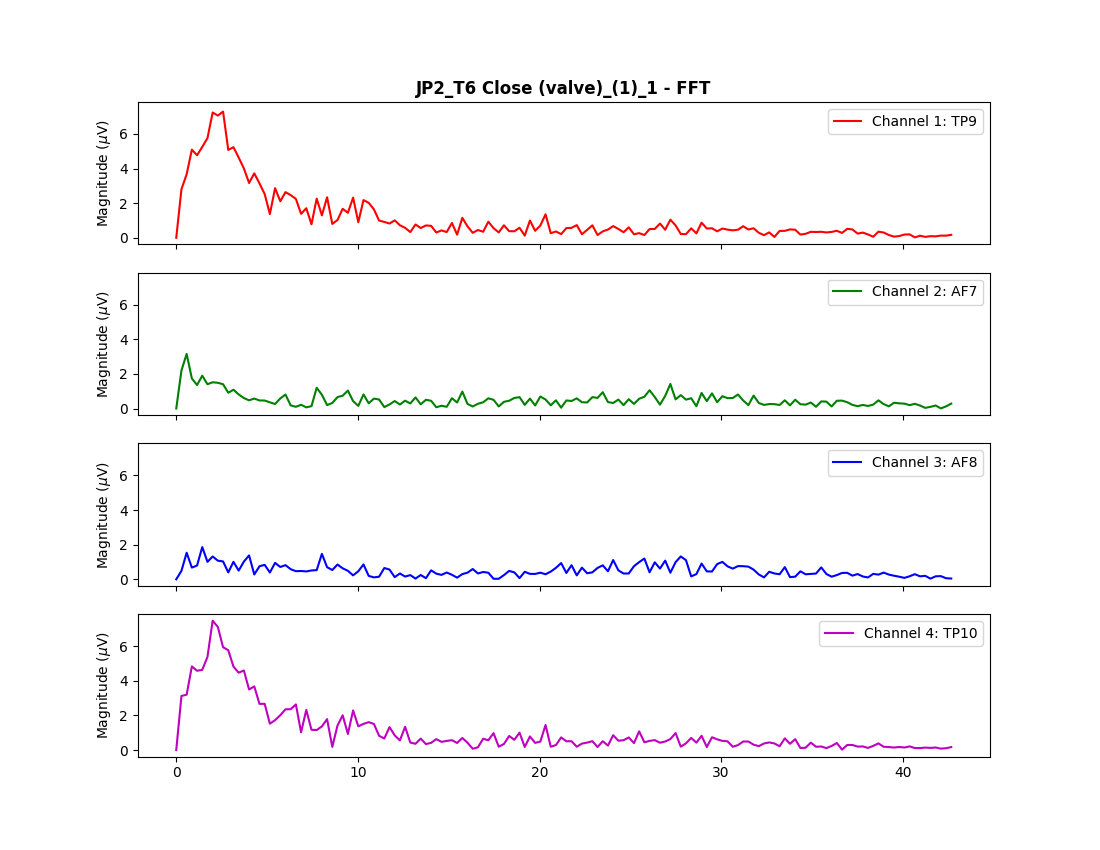 JP2_T6 Close (valve)_(1)_1 - FFT
Magnitude (μV)
6
4
2
0
Channel 1: TP9
Magnitude (μV)
6
4
2
0
Channel 2: AF7
Magnitude (μV)
6
4
2
0
Channel 3: AF8
Magnitude (μV)
6
4
2
0
Channel 4: TP10
0 10 20 30 40